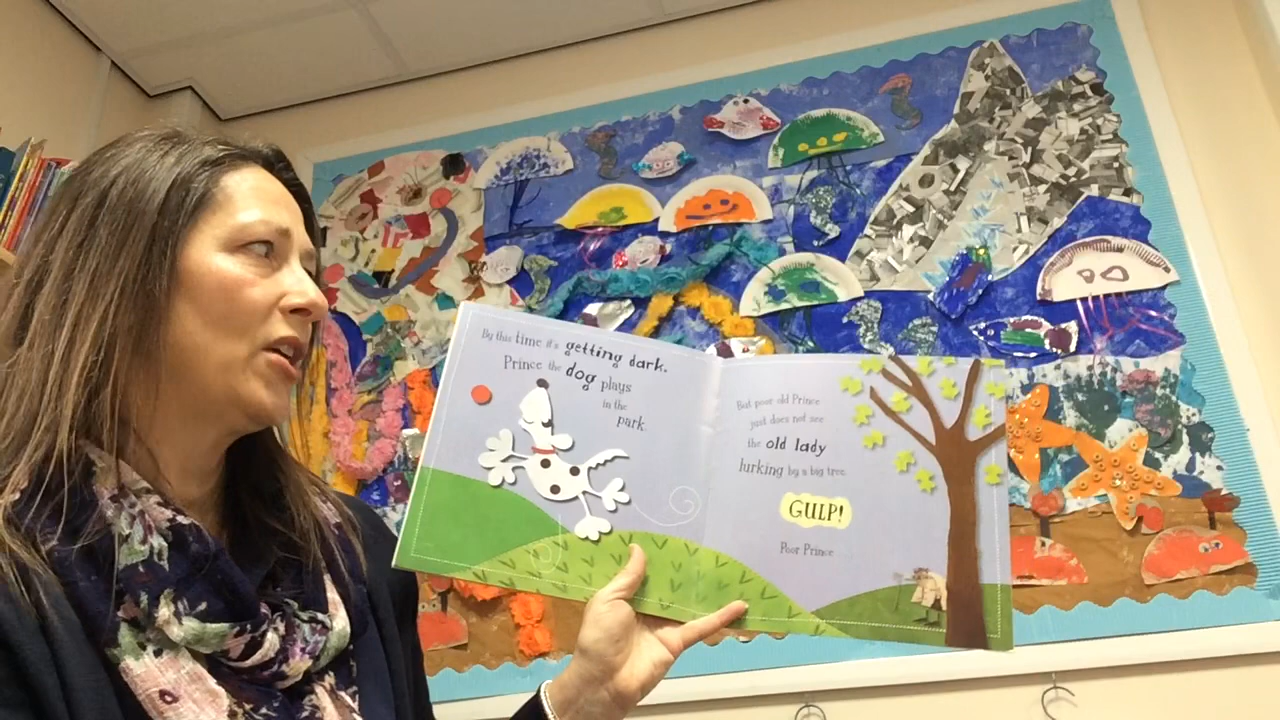 By this time it's getting dark.
Prince the dog plays
in the
park.
But poor old Prince
just does not see
the old lady
lurking by a big tree.
GULP!
Poor Prince